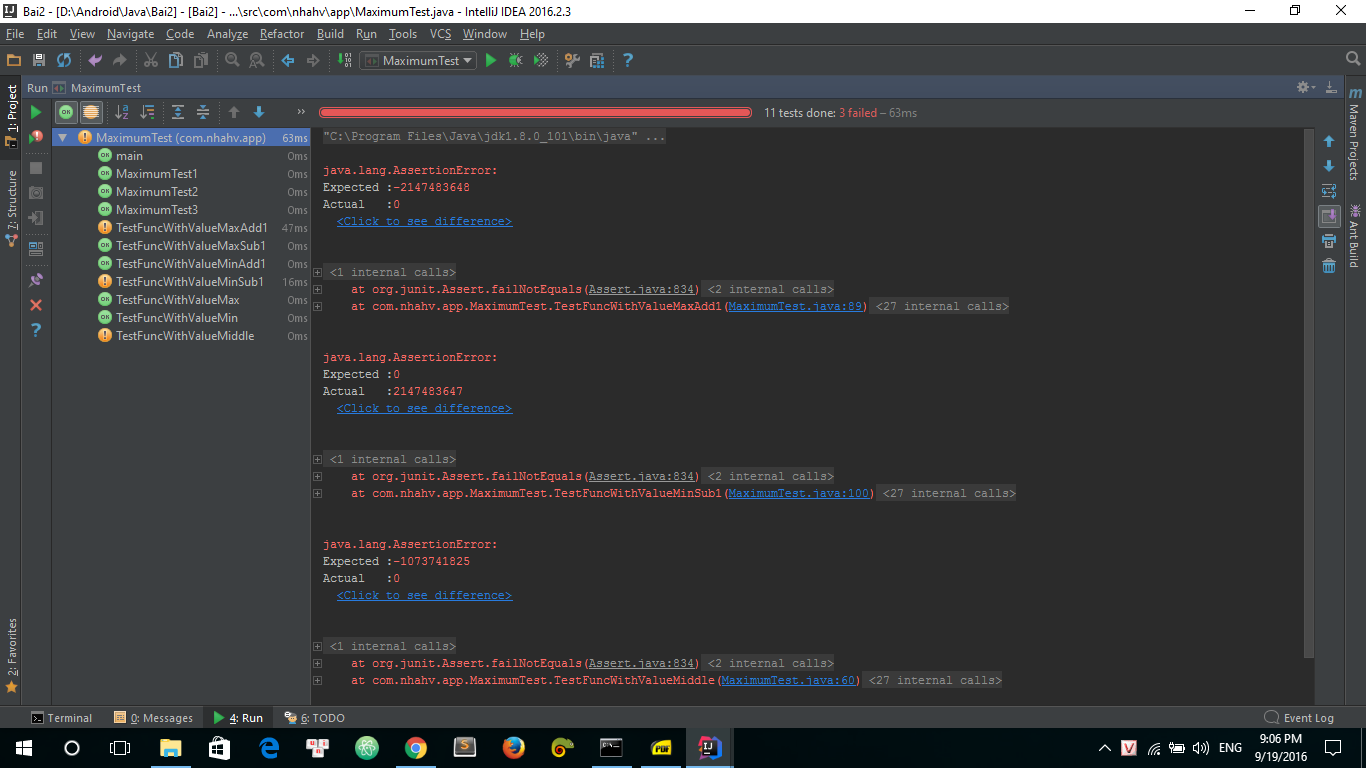 Bai2 - [D:\Android\Java\Bai2] - [Bai2] - ...\src\com\nhahv\app\MaximumTest.java - IntelliJ IDEA 2016.2.3
File Edit View Navigate Code Analyze Refactor Build Run Tools VCS Window Help
MaximumTest
Run MaximumTest
11 tests done: 3 failed – 63ms
MaximumTest (com.nhahv.app) 63ms
main 0ms
MaximumTest1 0ms
MaximumTest2 0ms
MaximumTest3 0ms
TestFuncWithValueMaxAdd1 47ms
TestFuncWithValueMaxSub1 0ms
TestFuncWithValueMinAdd1 0ms
TestFuncWithValueMinSub1 16ms
TestFuncWithValueMax 0ms
TestFuncWithValueMin 0ms
TestFuncWithValueMiddle 0ms
"C:\Program Files\Java\jdk1.8.0_101\bin\java" ...
java.lang.AssertionError:
Expected :-2147483648
Actual   :0
<Click to see difference>
<1 internal calls>
at org.junit.Assert.failNotEquals(Assert.java:834) <2 internal calls>
at com.nhahv.app.MaximumTest.TestFuncWithValueMaxAdd1(MaximumTest.java:89) <27 internal calls>
java.lang.AssertionError:
Expected :0
Actual   :2147483647
<Click to see difference>
<1 internal calls>
at org.junit.Assert.failNotEquals(Assert.java:834) <2 internal calls>
at com.nhahv.app.MaximumTest.TestFuncWithValueMinSub1(MaximumTest.java:100) <27 internal calls>
java.lang.AssertionError:
Expected :-1073741825
Actual   :0
<Click to see difference>
<1 internal calls>
at org.junit.Assert.failNotEquals(Assert.java:834) <2 internal calls>
at com.nhahv.app.MaximumTest.TestFuncWithValueMiddle(MaximumTest.java:60) <27 internal calls>
1: Project
7: Structure
2: Favorites
Maven Projects
Ant Build
Terminal 0: Messages 4: Run 6: TODO Event Log
ENG
9:06 PM
9/19/2016